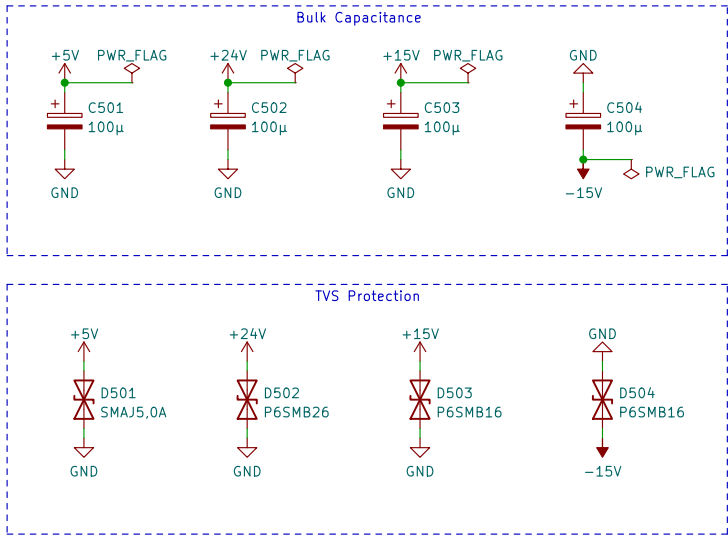 Bulk Capacitance
+5V PWR_FLAG +24V PWR_FLAG +15V PWR_FLAG GND
+ C501 + C502 + C503 + C504
100µ 100µ 100µ 100µ
PWR_FLAG
GND GND GND -15V
TVS Protection
+5V +24V +15V GND
D501 D502 D503 D504
SMAJ5,0A P6SMB26 P6SMB16 P6SMB16
GND GND GND -15V